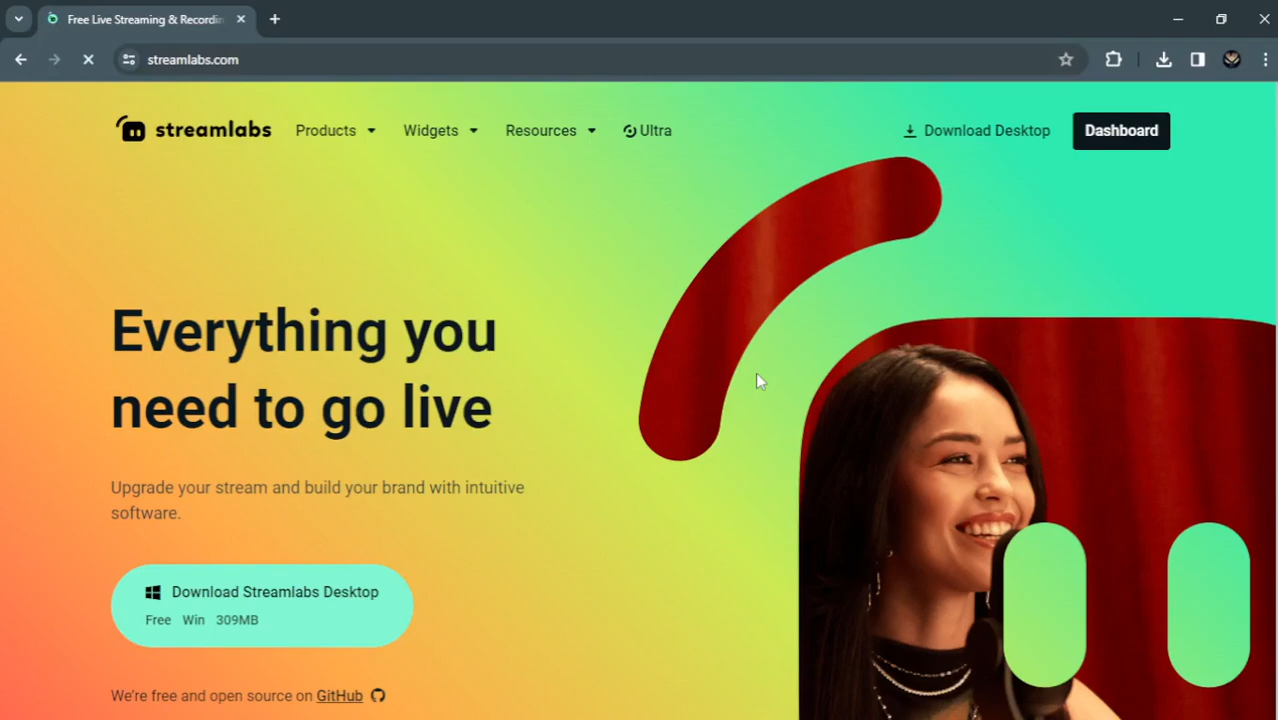 Free Live Streaming & Recordin
streamlabs.com
streamlabs Products Widgets Resources Ultra Download Desktop Dashboard
Everything you
need to go live
Upgrade your stream and build your brand with intuitive
software.
Download Streamlabs Desktop
Free Win 309MB
We're free and open source on GitHub